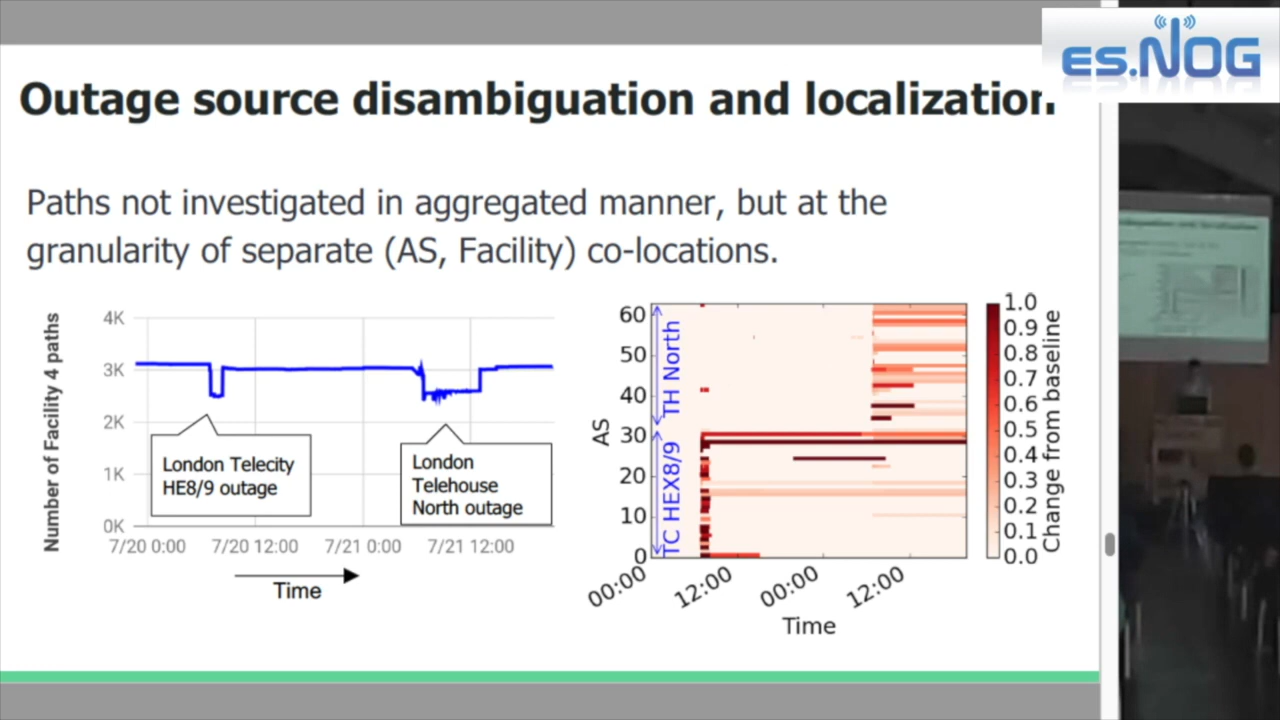 es.NOG
Outage source disambiguation and localization
Paths not investigated in aggregated manner, but at the
granularity of separate (AS, Facility) co-locations.
Number of Facility 4 paths
4K
3K
2K
1K
0K
London Telecity
HE8/9 outage
London
Telehouse
North outage
7/20 0:00
7/20 12:00
7/21 0:00
7/21 12:00
Time
AS
60
50
40
30
20
10
0
TH North
TC HEX8/9
00:00
12:00
00:00
12:00
Time
1.0
0.9
0.8
0.7
0.6
0.5
0.4
0.3
0.2
0.1
0.0
Change from baseline